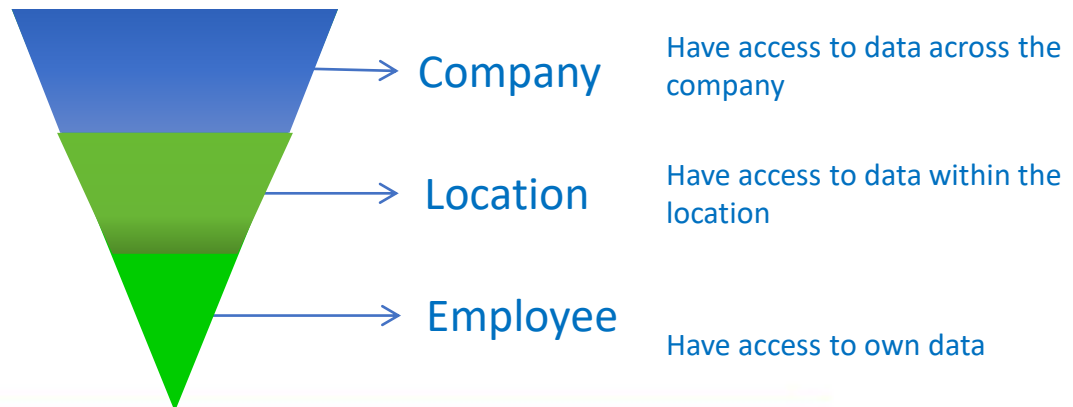 Company
Have access to data across the
company
Location
Have access to data within the
location
Employee
Have access to own data